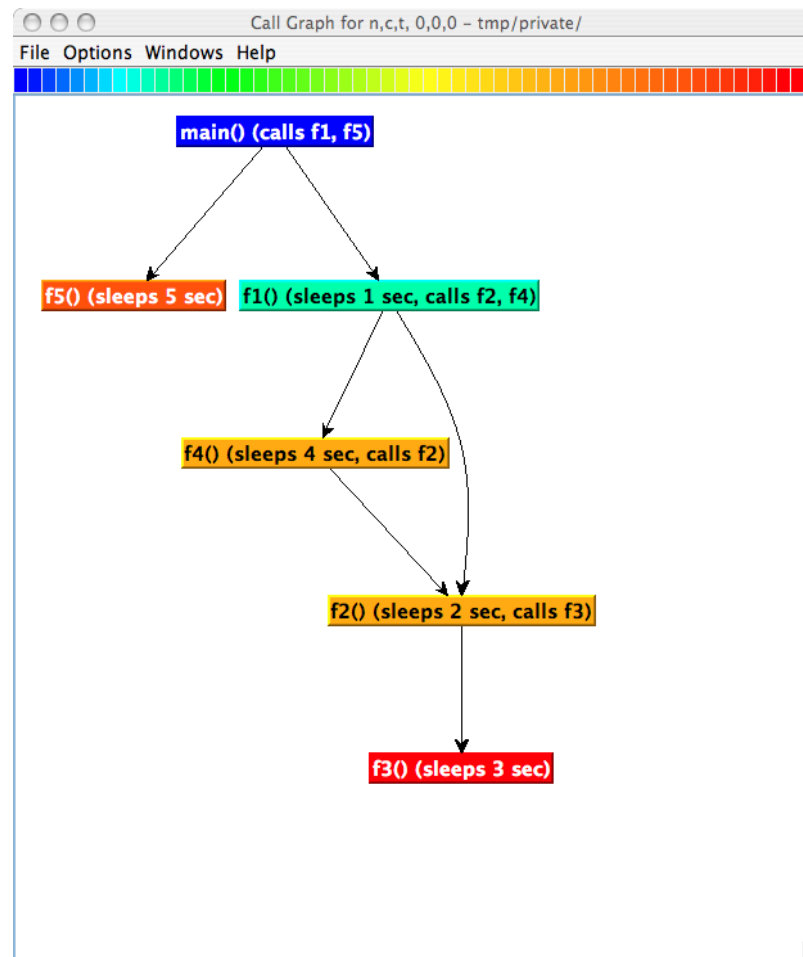 Call Graph for n,c,t, 0,0,0 – tmp/private/
File Options Windows Help
main() (calls f1, f5)
f5() (sleeps 5 sec)
f1() (sleeps 1 sec, calls f2, f4)
f4() (sleeps 4 sec, calls f2)
f2() (sleeps 2 sec, calls f3)
f3() (sleeps 3 sec)